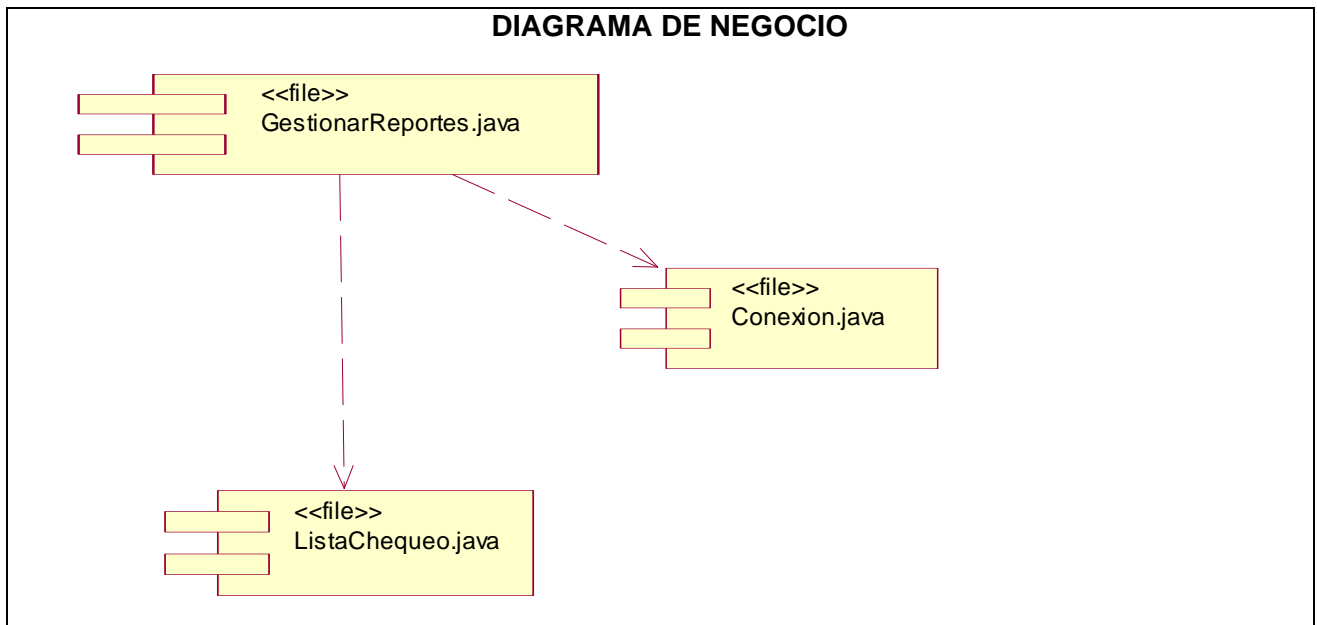 DIAGRAMA DE NEGOCIO
<<file>>
GestionarReportes.java
<<file>>
Conexion.java
<<file>>
ListaChequeo.java